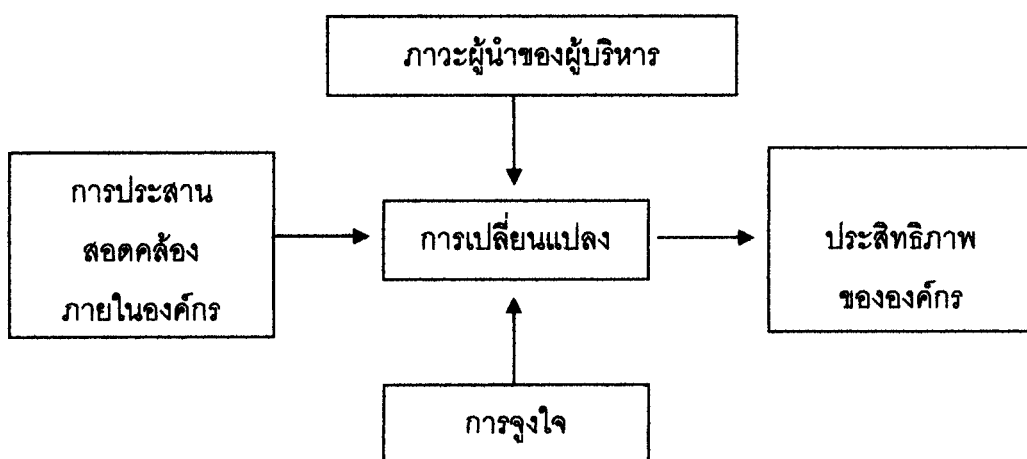 ภาวะผู้นำของผู้บริหาร
การประสาน
สอดคล้อง
ภายในองค์กร
การเปลี่ยนแปลง
ประสิทธิภาพ
ขององค์กร
การจูงใจ